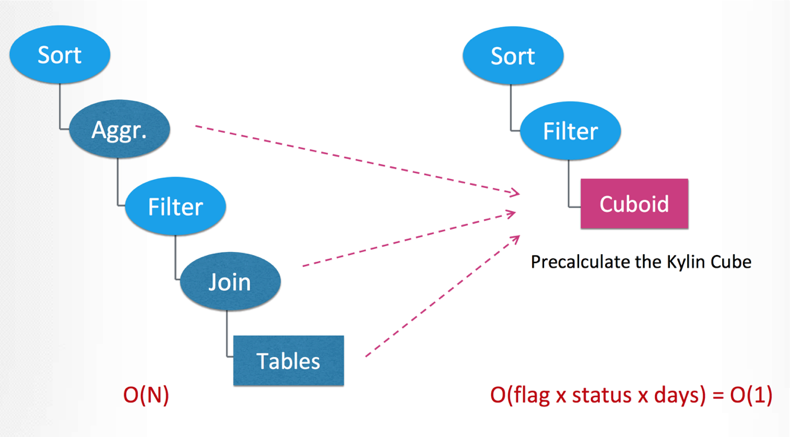 Sort
Aggr.
Filter
Join
Tables
O(N)
Sort
Filter
Cuboid
Precalculate the Kylin Cube
O(flag x status x days) = O(1)